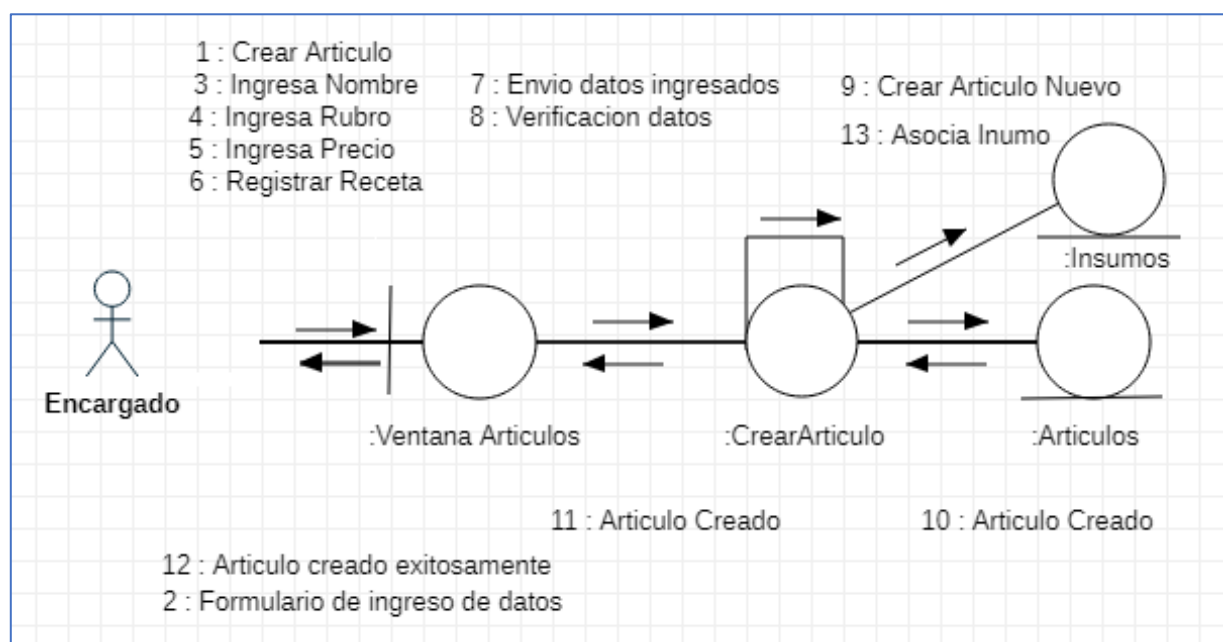 1 : Crear Articulo
3 : Ingresa Nombre
4 : Ingresa Rubro
5 : Ingresa Precio
6 : Registrar Receta
7 : Envio datos ingresados
8 : Verificacion datos
9 : Crear Articulo Nuevo
13 : Asocia Inumo
:Insumos
Encargado
:Ventana Articulos
:CrearArticulo
:Articulos
11 : Articulo Creado
10 : Articulo Creado
12 : Articulo creado exitosamente
2 : Formulario de ingreso de datos